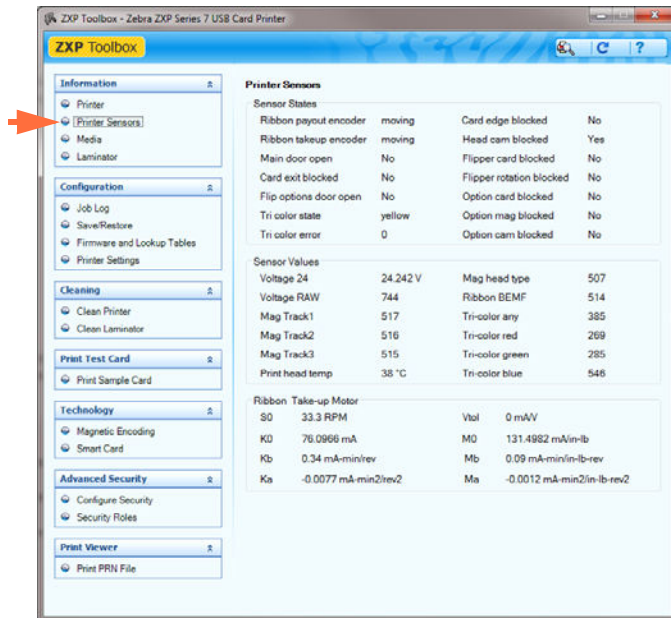 ZXP Toolbox - Zebra ZXP Series 7 USB Card Printer
ZXP Toolbox
?
Information
Printer
Printer Sensors
Media
Laminator
Configuration
Job Log
Save/Restore
Firmware and Lookup Tables
Printer Settings
Cleaning
Clean Printer
Clean Laminator
Print Test Card
Print Sample Card
Technology
Magnetic Encoding
Smart Card
Advanced Security
Configure Security
Security Roles
Print Viewer
Print PRN File
Printer Sensors
Sensor States
Ribbon payout encoder moving Card edge blocked No
Ribbon takeup encoder moving Head cam blocked Yes
Main door open No Flipper card blocked No
Card exit blocked No Flipper rotation blocked No
Flip options door open No Option card blocked No
Tri color state yellow Option mag blocked No
Tri color error 0 Option cam blocked No
Sensor Values
Voltage 24 24.242 V Mag head type 507
Voltage RAW 744 Ribbon BEMF 514
Mag Track1 517 Tri-color any 385
Mag Track2 516 Tri-color red 269
Mag Track3 515 Tri-color green 285
Print head temp 38 °C Tri-color blue 546
Ribbon Take-up Motor
S0 33.3 RPM Vtol 0 mA/V
K0 76.0966 mA M0 131.4982 mA/in-lb
Kb 0.34 mA-min/rev Mb 0.09 mA-min/in-lb-rev
Ka -0.0077 mA-min2/rev2 Ma -0.0012 mA-min2/in-lb-rev2